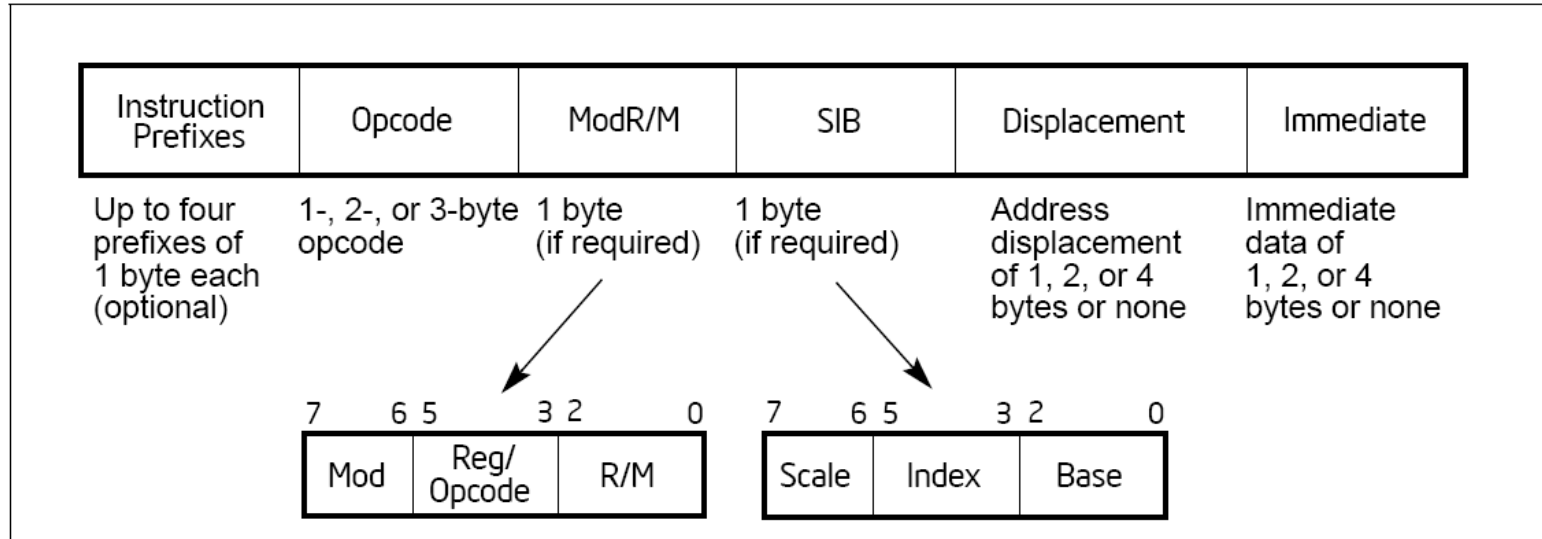 Instruction
Prefixes
Opcode
ModR/M
SIB
Displacement
Immediate
Up to four
prefixes of
1 byte each
(optional)
1-, 2-, or 3-byte
opcode
1 byte
(if required)
1 byte
(if required)
Address
displacement
of 1, 2, or 4
bytes or none
Immediate
data of
1, 2, or 4
bytes or none
7 6 5 3 2 0
Mod
Reg/
Opcode
R/M
7 6 5 3 2 0
Scale
Index
Base